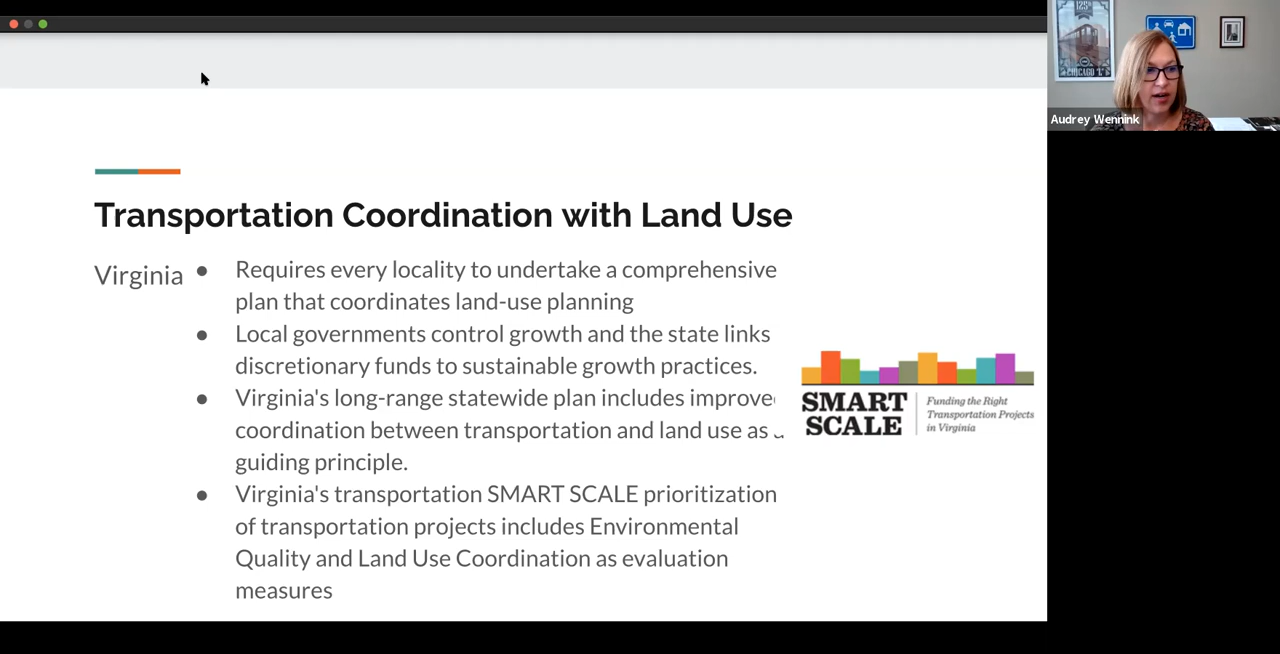 Audrey Wennink
CHICAGO "L"
Transportation Coordination with Land Use
Virginia
● Requires every locality to undertake a comprehensive
plan that coordinates land-use planning
● Local governments control growth and the state links
discretionary funds to sustainable growth practices.
● Virginia's long-range statewide plan includes improve
coordination between transportation and land use as
guiding principle.
● Virginia's transportation SMART SCALE prioritization
of transportation projects includes Environmental
Quality and Land Use Coordination as evaluation
measures
SMART
SCALE
Funding the Right
Transportation Projects
in Virginia